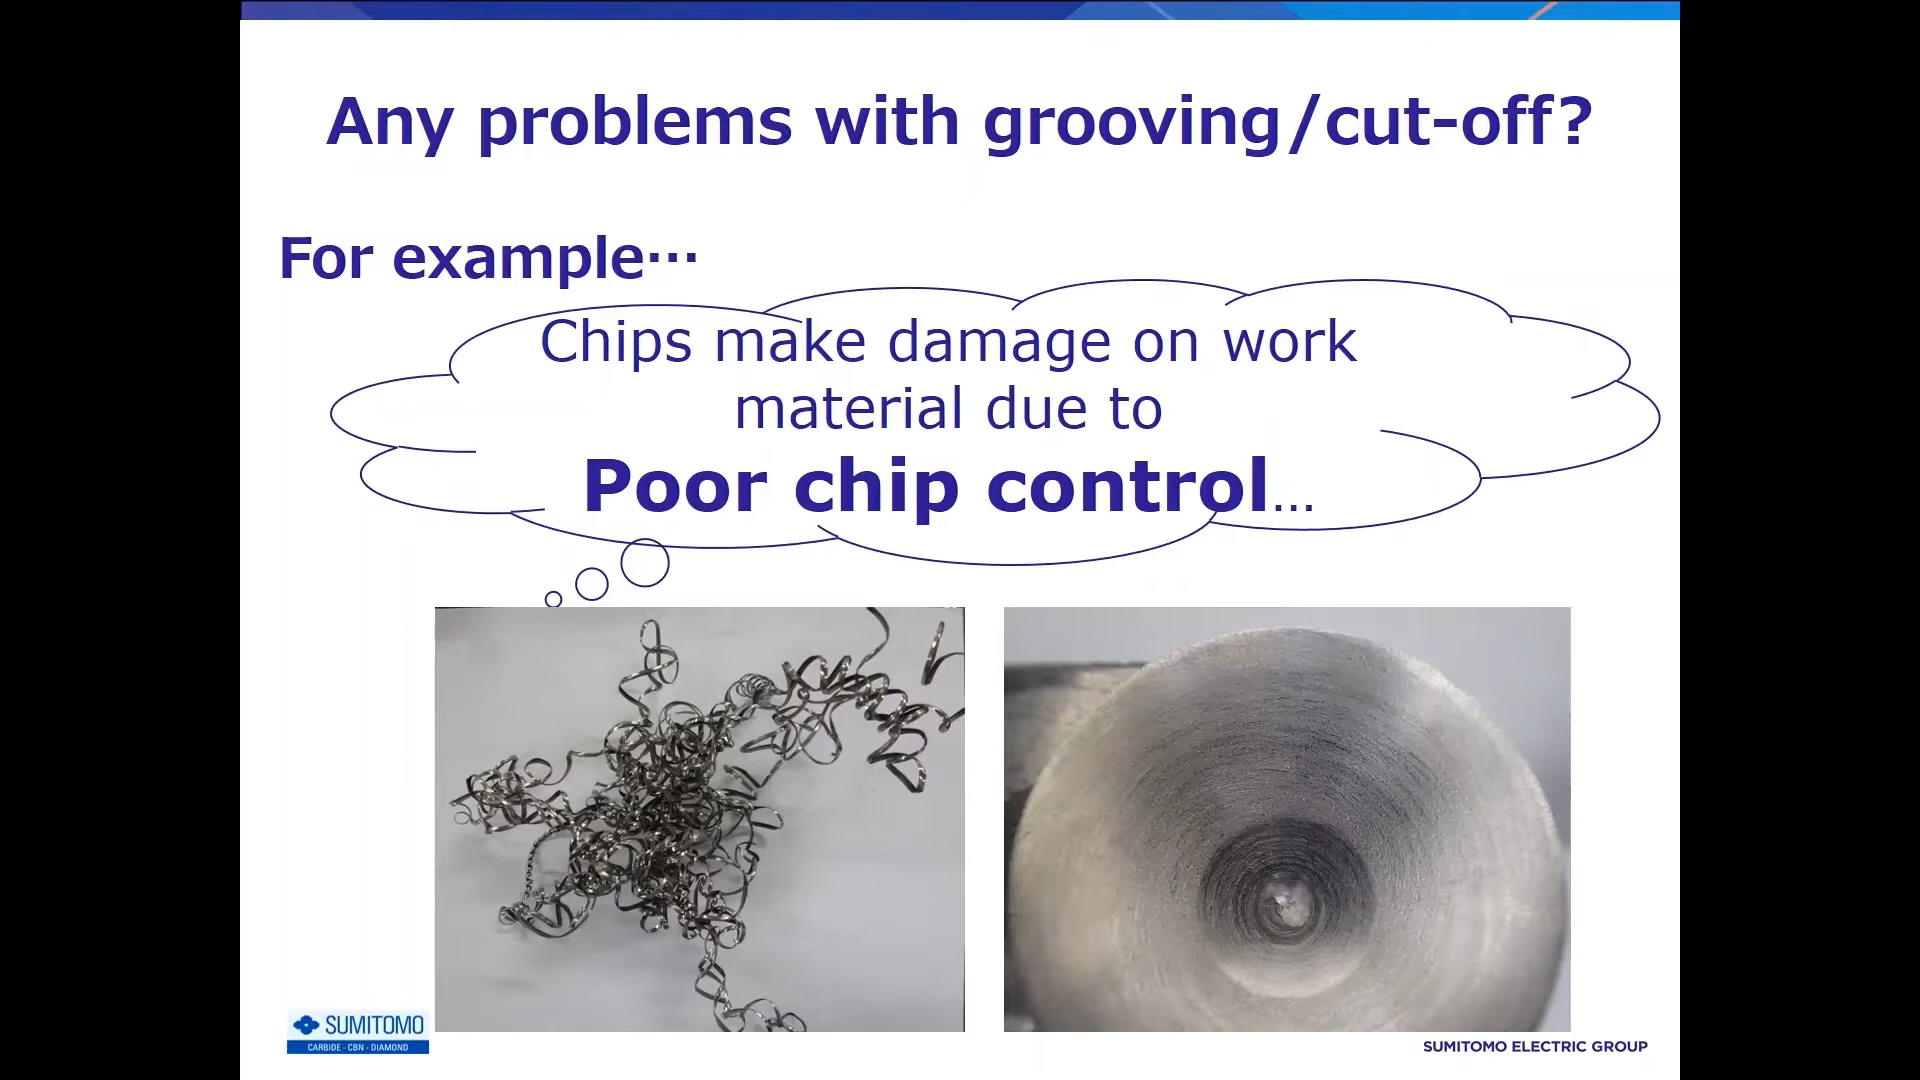 Any problems with grooving/cut-off?
For example…
Chips make damage on work
material due to
Poor chip control…
SUMITOMO
CARBIDE - CBN - DIAMOND
SUMITOMO ELECTRIC GROUP